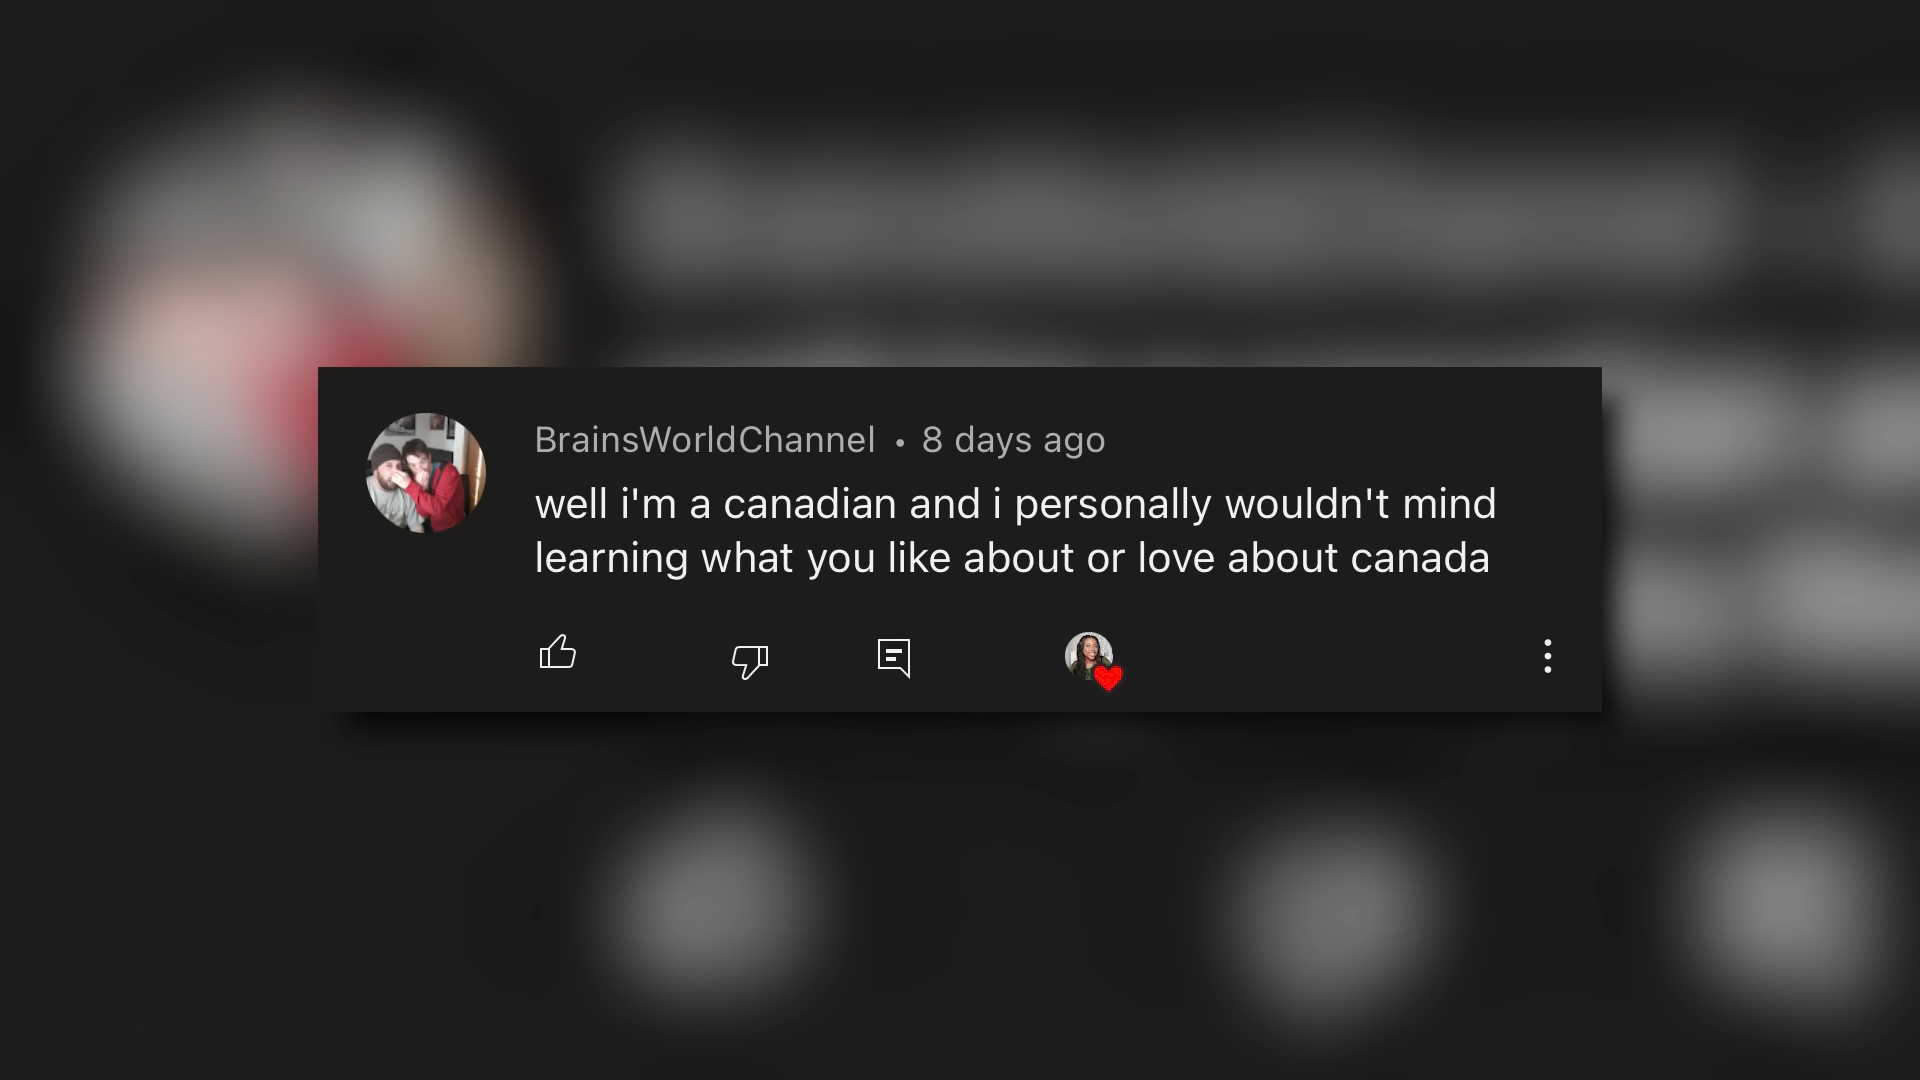 BrainsWorldChannel • 8 days ago
well i'm a canadian and i personally wouldn't mind
learning what you like about or love about canada